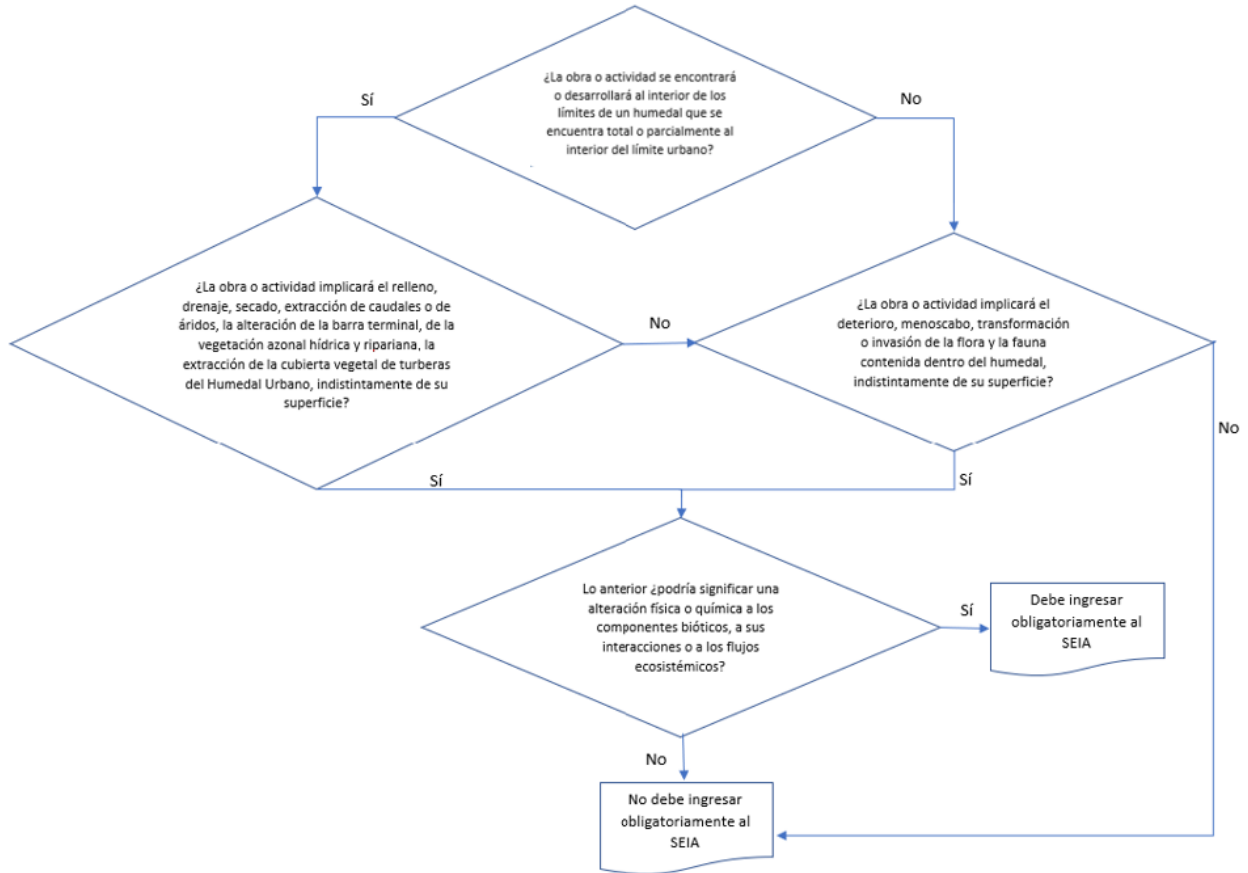 ¿La obra o actividad se encontrará
o desarrollará al interior de los
límites de un humedal que se
encuentra total o parcialmente al
interior del límite urbano?
Sí
No
¿La obra o actividad implicará el relleno,
drenaje, secado, extracción de caudales o de
áridos, la alteración de la barra terminal, de la
vegetación azonal hídrica y ripariana, la
extracción de la cubierta vegetal de turberas
del Humedal Urbano, indistintamente de su
superficie?
No
¿La obra o actividad implicará el
deterioro, menoscabo, transformación
o invasión de la flora y la fauna
contenida dentro del humedal,
indistintamente de su superficie?
No
Sí
Sí
Lo anterior ¿podría significar una
alteración física o química a los
componentes bióticos, a sus
interacciones o a los flujos
ecosistémicos?
Sí
Debe ingresar
obligatoriamente al
SEIA
No
No debe ingresar
obligatoriamente al
SEIA